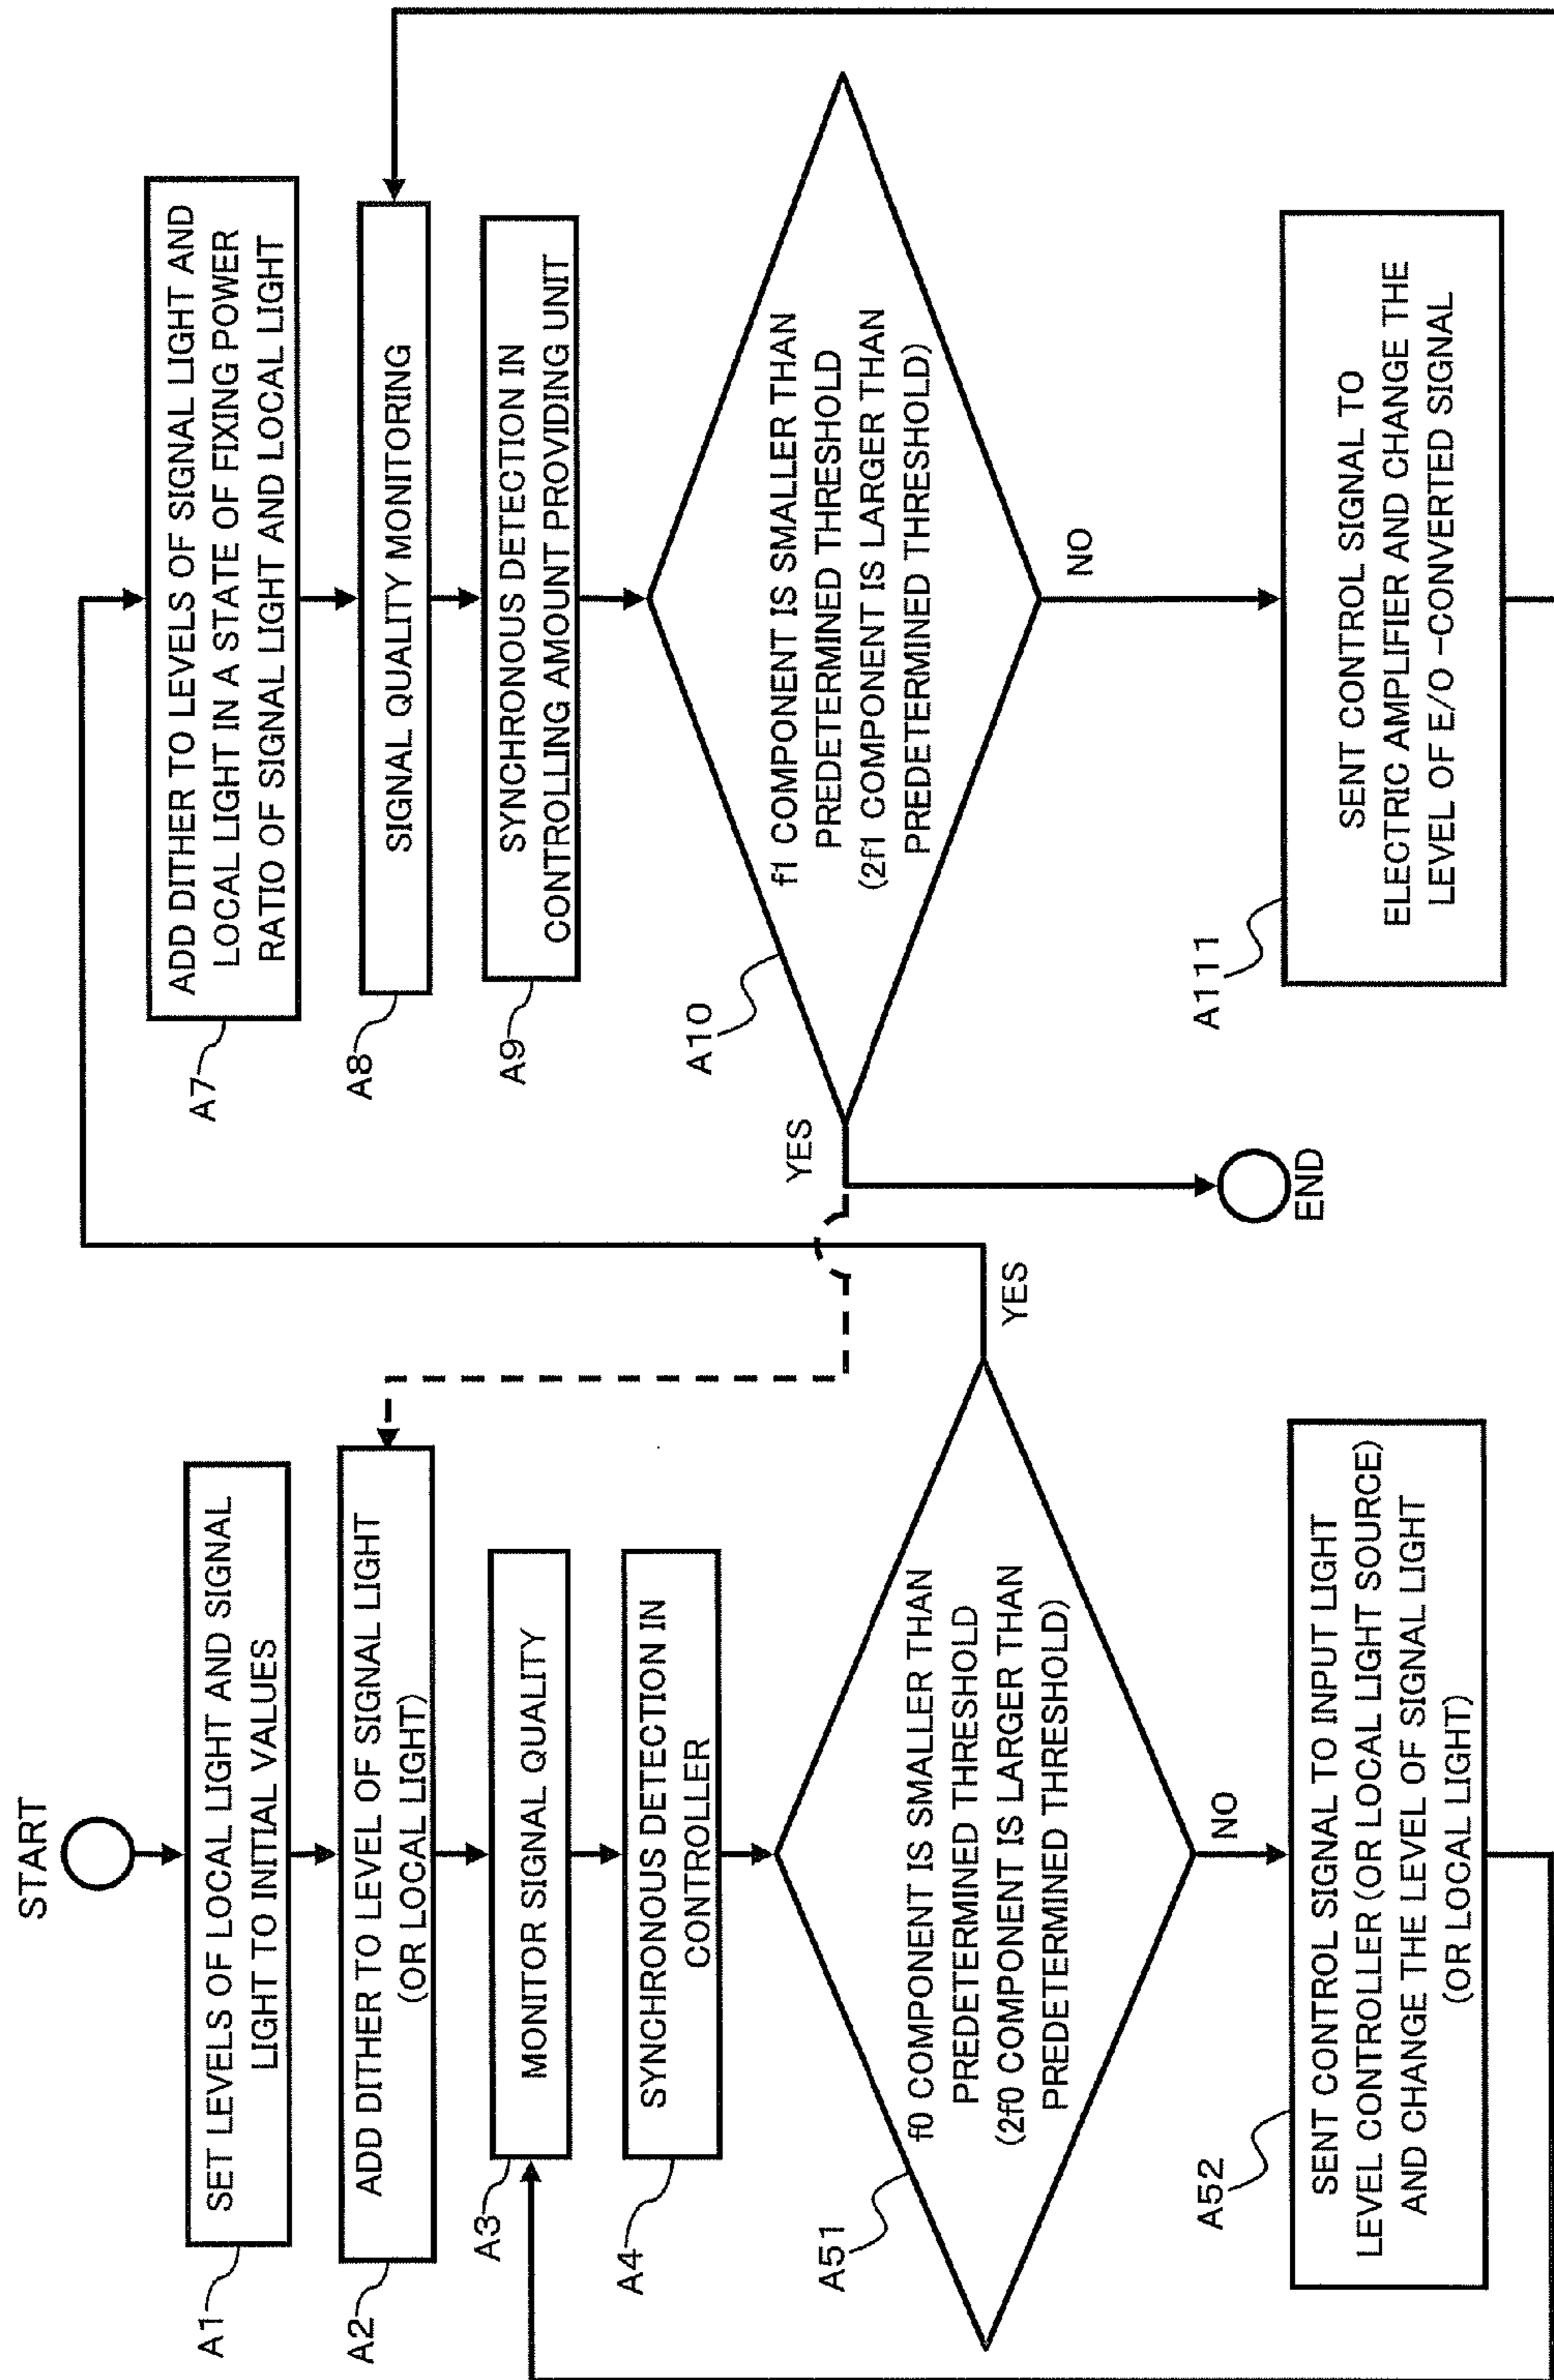 START
A1
SET LEVELS OF LOCAL LIGHT AND SIGNAL
LIGHT TO INITIAL VALUES
A2
ADD DITHER TO LEVEL OF SIGNAL LIGHT
(OR LOCAL LIGHT)
A3
MONITOR SIGNAL QUALITY
A4
SYNCHRONOUS DETECTION IN
CONTROLLER
A51
f0 COMPONENT IS SMALLER THAN
PREDETERMINED THRESHOLD
(2f0 COMPONENT IS LARGER THAN
PREDETERMINED THRESHOLD)
YES
NO
A52
SENT CONTROL SIGNAL TO INPUT LIGHT
LEVEL CONTROLLER (OR LOCAL LIGHT SOURCE)
AND CHANGE THE LEVEL OF SIGNAL LIGHT
(OR LOCAL LIGHT)
A7
ADD DITHER TO LEVELS OF SIGNAL LIGHT AND
LOCAL LIGHT IN A STATE OF FIXING POWER
RATIO OF SIGNAL LIGHT AND LOCAL LIGHT
A8
SIGNAL QUALITY MONITORING
A9
SYNCHRONOUS DETECTION IN
CONTROLLING AMOUNT PROVIDING UNIT
A10
f1 COMPONENT IS SMALLER THAN
PREDETERMINED THRESHOLD
(2f1 COMPONENT IS LARGER THAN
PREDETERMINED THRESHOLD)
YES
END
NO
A111
SENT CONTROL SIGNAL TO
ELECTRIC AMPLIFIER AND CHANGE THE
LEVEL OF E/O -CONVERTED SIGNAL